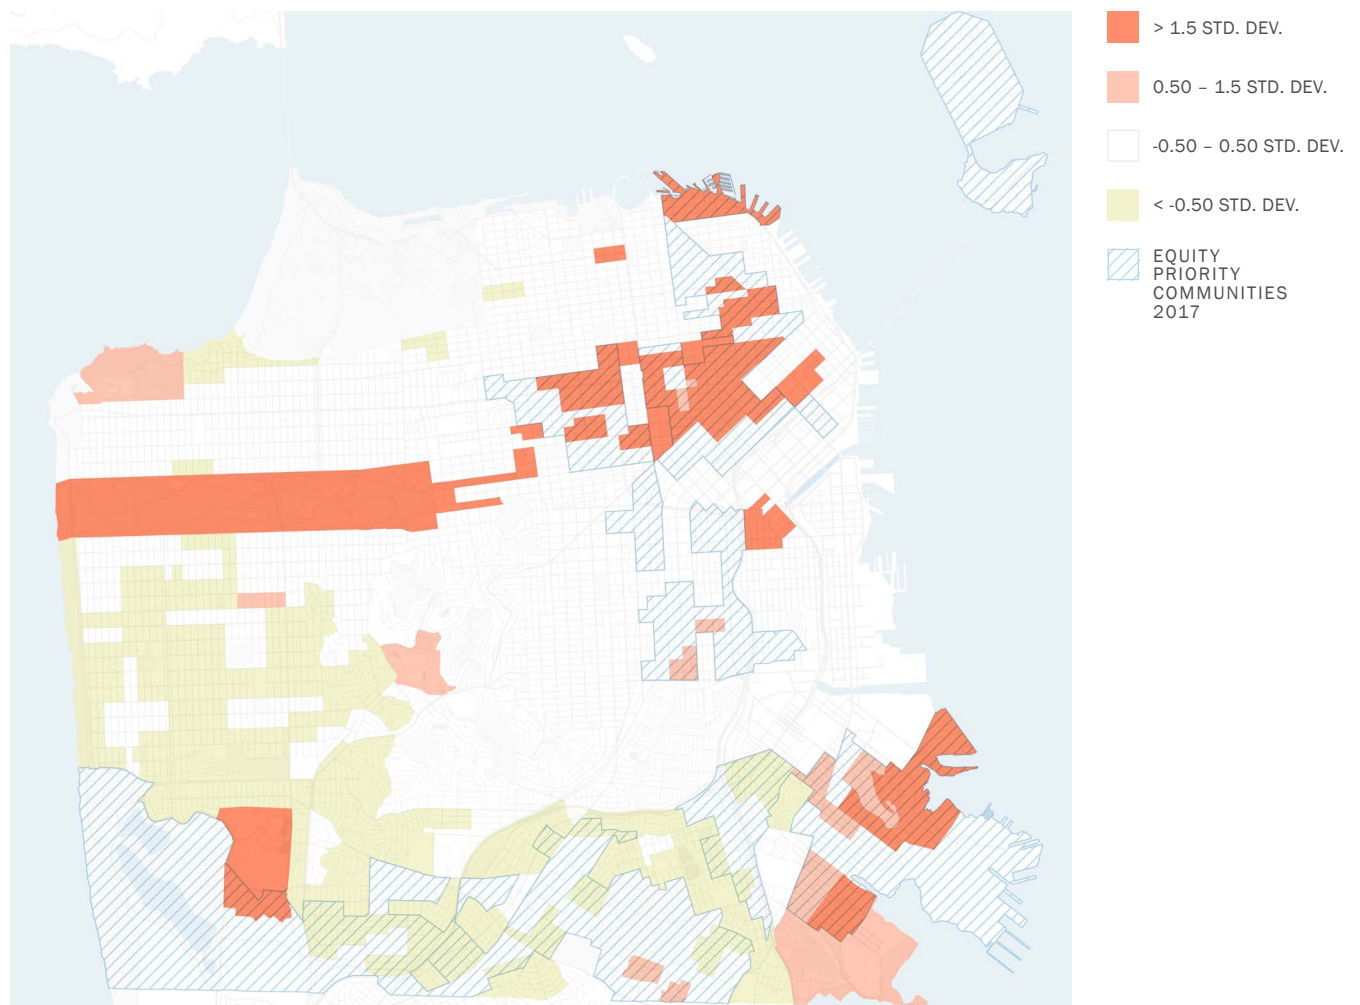 > 1.5 STD. DEV.
0.50 – 1.5 STD. DEV.
-0.50 – 0.50 STD. DEV.
< -0.50 STD. DEV.
EQUITY
PRIORITY
COMMUNITIES
2017